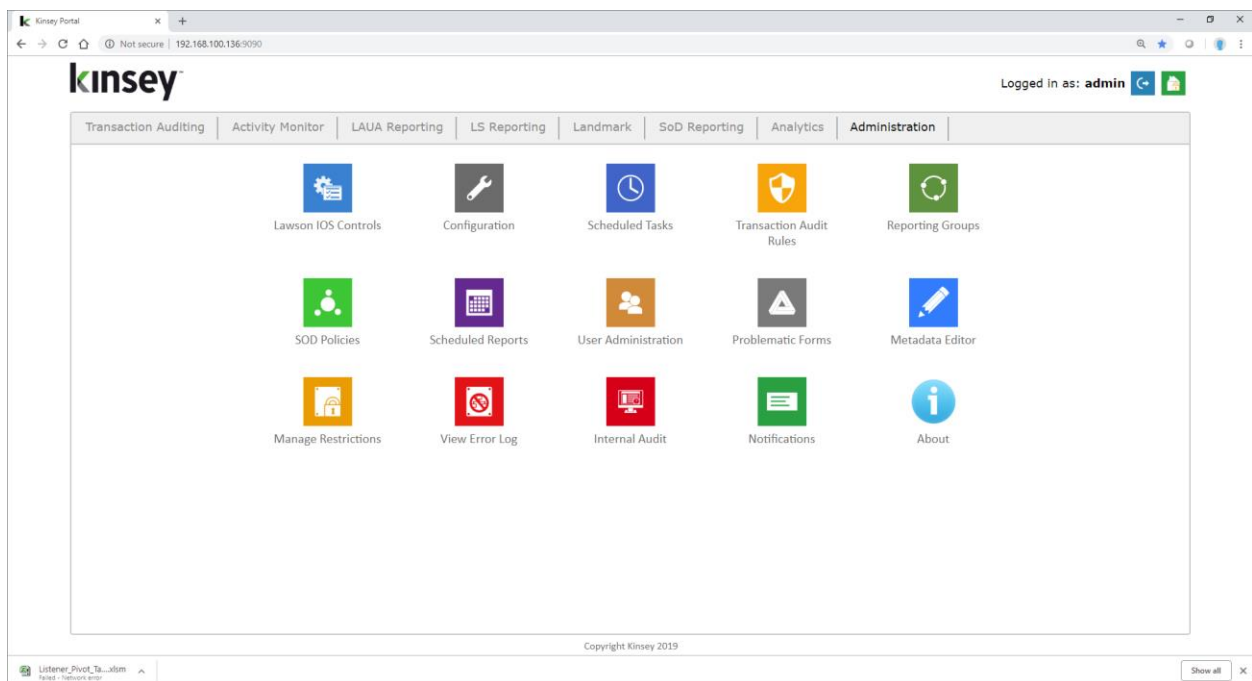 Kinsey Portal
Not secure | 192.168.100.136:9090
kinsey
Logged in as: admin
Transaction Auditing | Activity Monitor | LAUA Reporting | LS Reporting | Landmark | SoD Reporting | Analytics | Administration
Lawson IOS Controls Configuration Scheduled Tasks Transaction Audit Reporting Groups
Rules
SOD Policies Scheduled Reports User Administration Problematic Forms Metadata Editor
Manage Restrictions View Error Log Internal Audit Notifications About
Copyright Kinsey 2019
Listener_Pivot_Ta....xlsm Show all
Failed - Network error